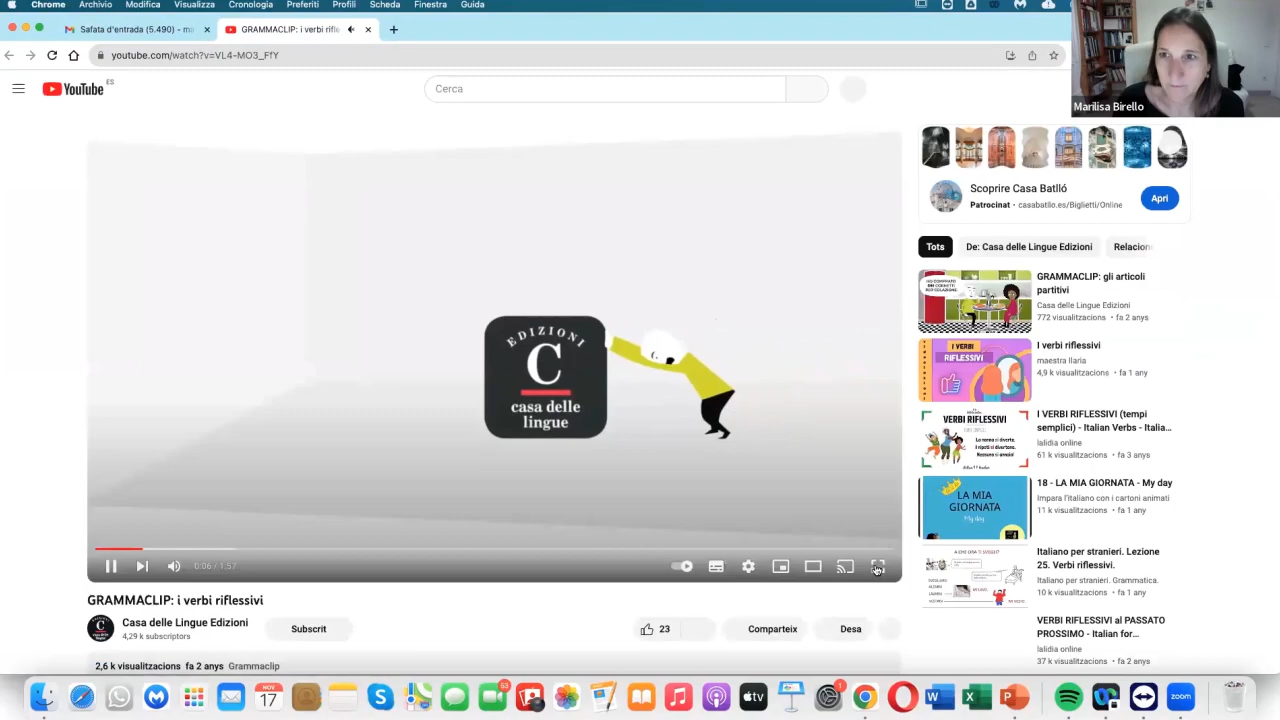 Chrome Archivio Modifica Visualizza Cronologia Preferiti Profili Scheda Finestra Guida
Safata d'entrada (5.490) - ma
GRAMMACLIP: i verbi rifle
youtube.com/watch?v=VL4-MO3_FfY
Marilisa Birello
YouTube ES
Cerca
EDIZIONI
C
casa delle
lingue
0:06 / 1:57
GRAMMACLIP: i verbi riflessivi
Casa delle Lingue Edizioni
4,29 k subscriptors
Subscrit
23
Comparteix
Desa
2,6 k visualitzacions fa 2 anys Grammaclip
Scoprire Casa Batlló
Patrocinat • casabatllo.es/Biglietti/Online
Apri
Tots
De: Casa delle Lingue Edizioni
Relacion
GRAMMACLIP: gli articoli
partitivi
Casa delle Lingue Edizioni
772 visualitzacions • fa 2 anys
I VERBI
RIFLESSIVI
I verbi riflessivi
maestra Ilaria
4,9 k visualitzacions • fa 1 any
VERBI RIFLESSIVI
I VERBI RIFLESSIVI (tempi
semplici) - Italian Verbs - Italia...
lalidia online
61 k visualitzacions • fa 3 anys
LA MIA
GIORNATA
My day
18 - LA MIA GIORNATA - My day
Impara l'italiano con i cartoni animati
11 k visualitzacions • fa 1 any
Italiano per stranieri. Lezione
25. Verbi riflessivi.
Italiano per stranieri. Grammatica.
10 k visualitzacions • fa 1 any
VERBI RIFLESSIVI al PASSATO
PROSSIMO - Italian for...
lalidia online
37 k visualitzacions • fa 2 anys
NOV
17
53
tv
1
zoom